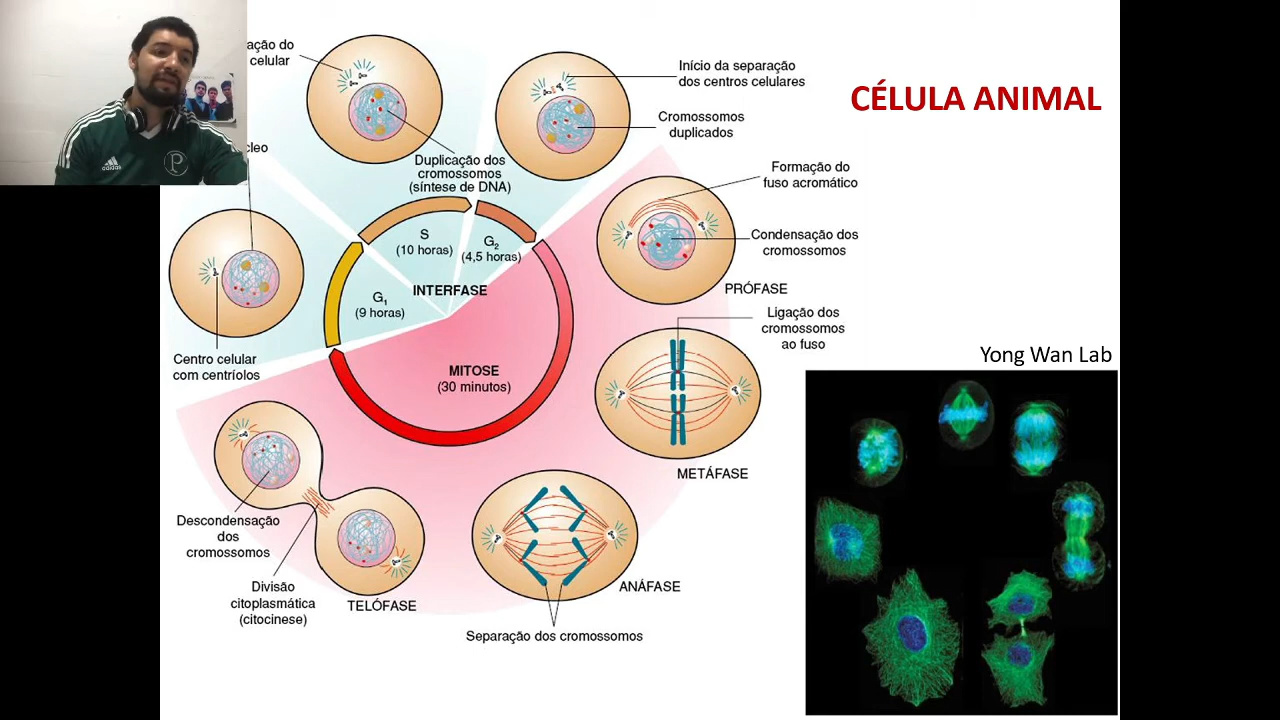 ação do
celular
Início da separação
dos centros celulares
CÉLULA ANIMAL
Cromossomos
duplicados
cleo
adidas
P
Duplicação dos
cromossomos
(síntese de DNA)
Formação do
fuso acromático
S
(10 horas)
G₂
(4,5 horas)
Condensação dos
cromossomos
PRÓFASE
INTERFASE
G₁
(9 horas)
Ligação dos
cromossomos
ao fuso
Centro celular
com centríolos
MITOSE
(30 minutos)
Yong Wan Lab
METÁFASE
Descondensação
dos
cromossomos
Divisão
citoplasmática
(citocinese)
TELÓFASE
ANÁFASE
Separação dos cromossomos